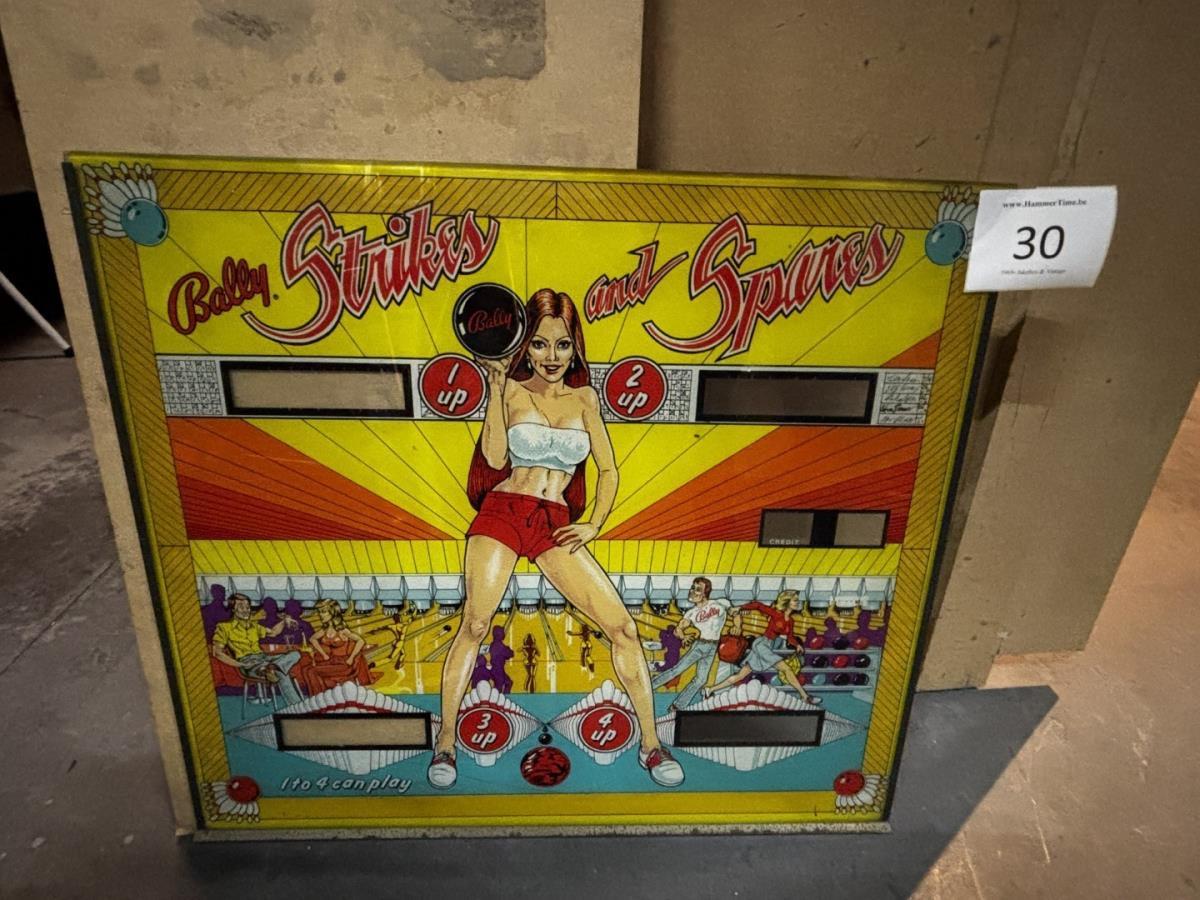 Bally Strikes and Spares
Bally
1 up
2 up
CREDIT
Bally
3 up
4 up
1 to 4 can play
www.HammerTime.be
30